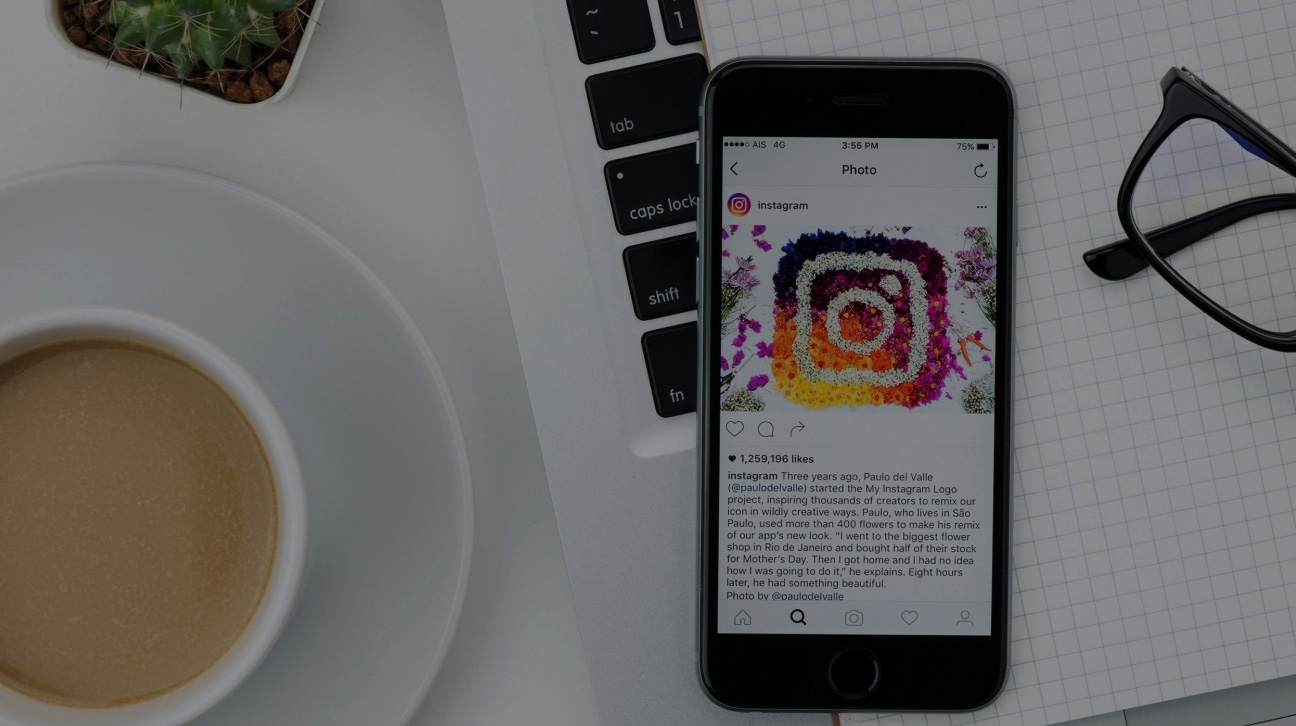 ~
`
1
tab
caps lock
shift
fn
AIS 4G 3:55 PM 75%
Photo
instagram
1,259,196 likes
instagram Three years ago, Paulo del Valle
(@paulodelvalle) started the My Instagram Logo
project, inspiring thousands of creators to remix our
icon in wildly creative ways. Paulo, who lives in São
Paulo, used more than 400 flowers to make his remix
of our app's new look. “I went to the biggest flower
shop in Rio de Janeiro and bought half of their stock
for Mother's Day. Then I got home and I had no idea
how I was going to do it,” he explains. Eight hours
later, he had something beautiful.
Photo by @paulodelvalle